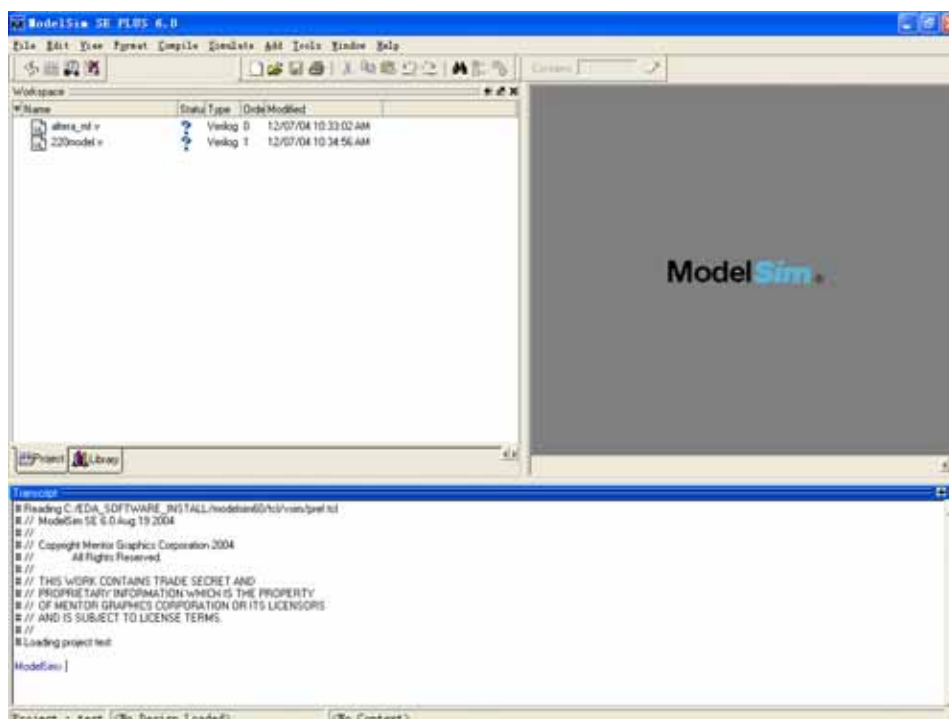 ModelSim SE PLUS 6.0
File Edit View Format Compile Simulate Add Tools Window Help
Contains
Workspace
Name Status Type Orde Modified
altera_mf.v ? Verilog 0 12/07/04 10:33:02 AM
220model.v ? Verilog 1 12/07/04 10:34:56 AM
ModelSim
Project Library
Transcript
# Reading C:/EDA_SOFTWARE_INSTALL/modelsim60/tcl/vsim/pref.tcl
# // ModelSim SE 6.0 Aug 19 2004
# //
# // Copyright Mentor Graphics Corporation 2004
# // All Rights Reserved.
# //
# // THIS WORK CONTAINS TRADE SECRET AND
# // PROPRIETARY INFORMATION WHICH IS THE PROPERTY
# // OF MENTOR GRAPHICS CORPORATION OR ITS LICENSORS
# // AND IS SUBJECT TO LICENSE TERMS.
# //
# Loading project test
ModelSim>
Project : test <No Design Loaded> <No Context>